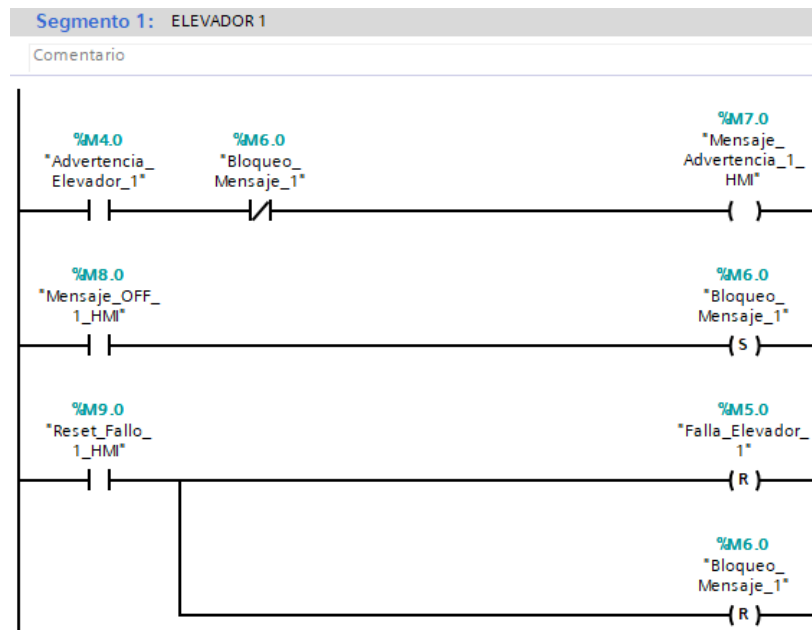 Segmento 1: ELEVADOR 1
Comentario
%M4.0
"Advertencia_
Elevador_1"
%M6.0
"Bloqueo_
Mensaje_1"
%M7.0
"Mensaje_
Advertencia_1_
HMI"
%M8.0
"Mensaje_OFF_
1_HMI"
%M6.0
"Bloqueo_
Mensaje_1"
S
%M9.0
"Reset_Fallo_
1_HMI"
%M5.0
"Falla_Elevador_
1"
R
%M6.0
"Bloqueo_
Mensaje_1"
R